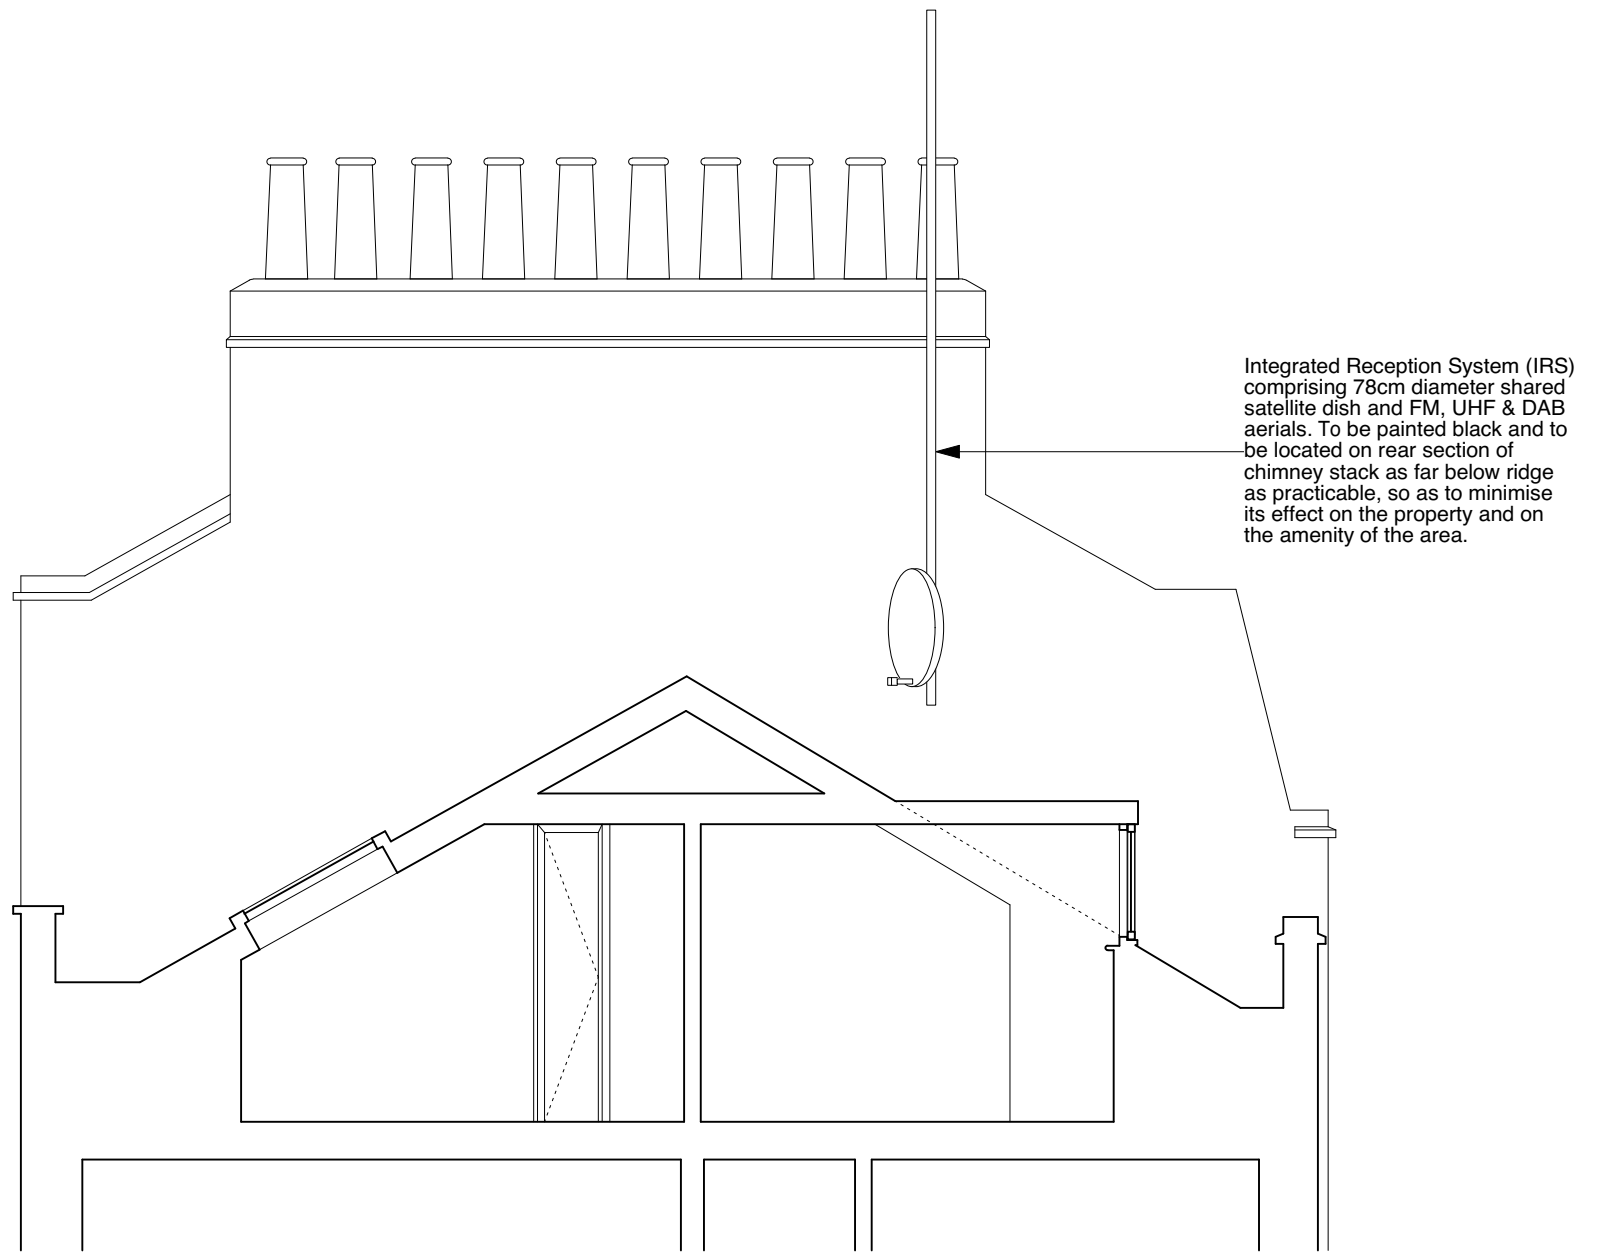 Integrated Reception System (IRS)
comprising 78cm diameter shared
satellite dish and FM, UHF & DAB
aerials. To be painted black and to
be located on rear section of
chimney stack as far below ridge
as practicable, so as to minimise
its effect on the property and on
the amenity of the area.